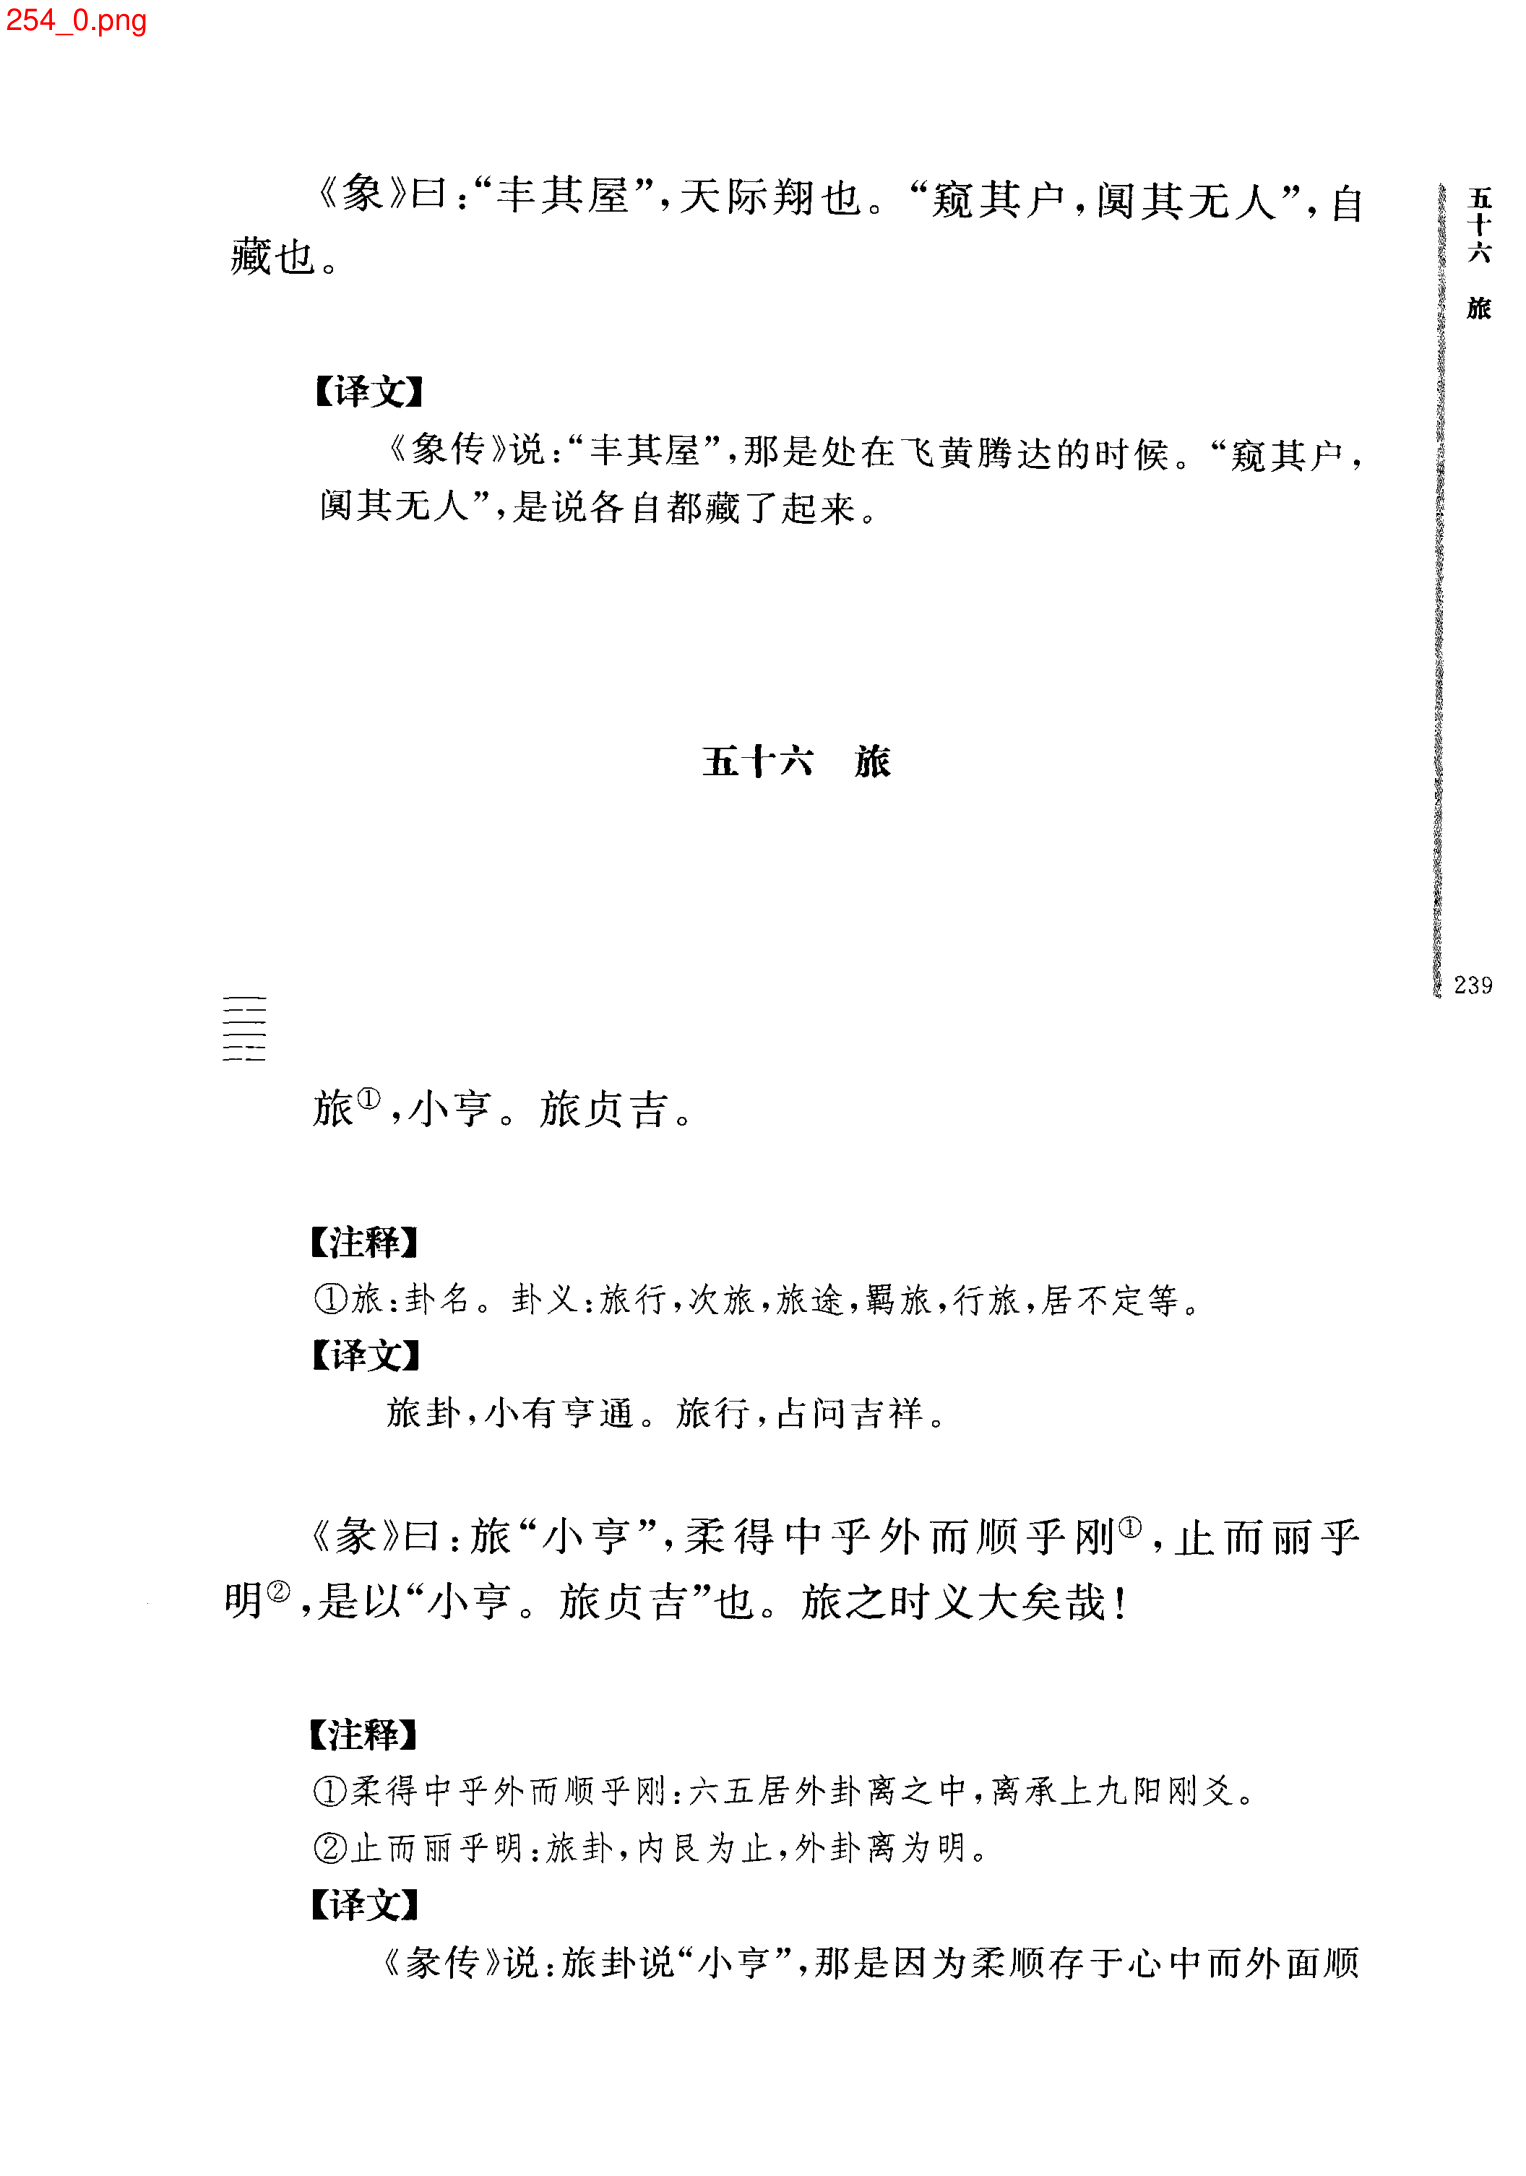 254_0.png
《象》曰：“丰其屋”，天际翔也。“窥其户，阒其无人”，自
藏也。
【译文】
《象传》说：“丰其屋”，那是处在飞黄腾达的时候。“窥其户，
阒其无人”，是说各自都藏了起来。
五十六　旅
旅①，小亨。旅贞吉。
【注释】
①旅：卦名。卦义：旅行，次旅，旅途，羁旅，行旅，居不定等。
【译文】
旅卦，小有亨通。旅行，占问吉祥。
《彖》曰：旅“小亨”，柔得中乎外而顺乎刚①，止而丽乎
明②，是以“小亨。旅贞吉”也。旅之时义大矣哉！
【注释】
①柔得中乎外而顺乎刚：六五居外卦离之中，离承上九阳刚爻。
②止而丽乎明：旅卦，内艮为止，外卦离为明。
【译文】
《彖传》说：旅卦说“小亨”，那是因为柔顺存于心中而外面顺
五十六　旅
239